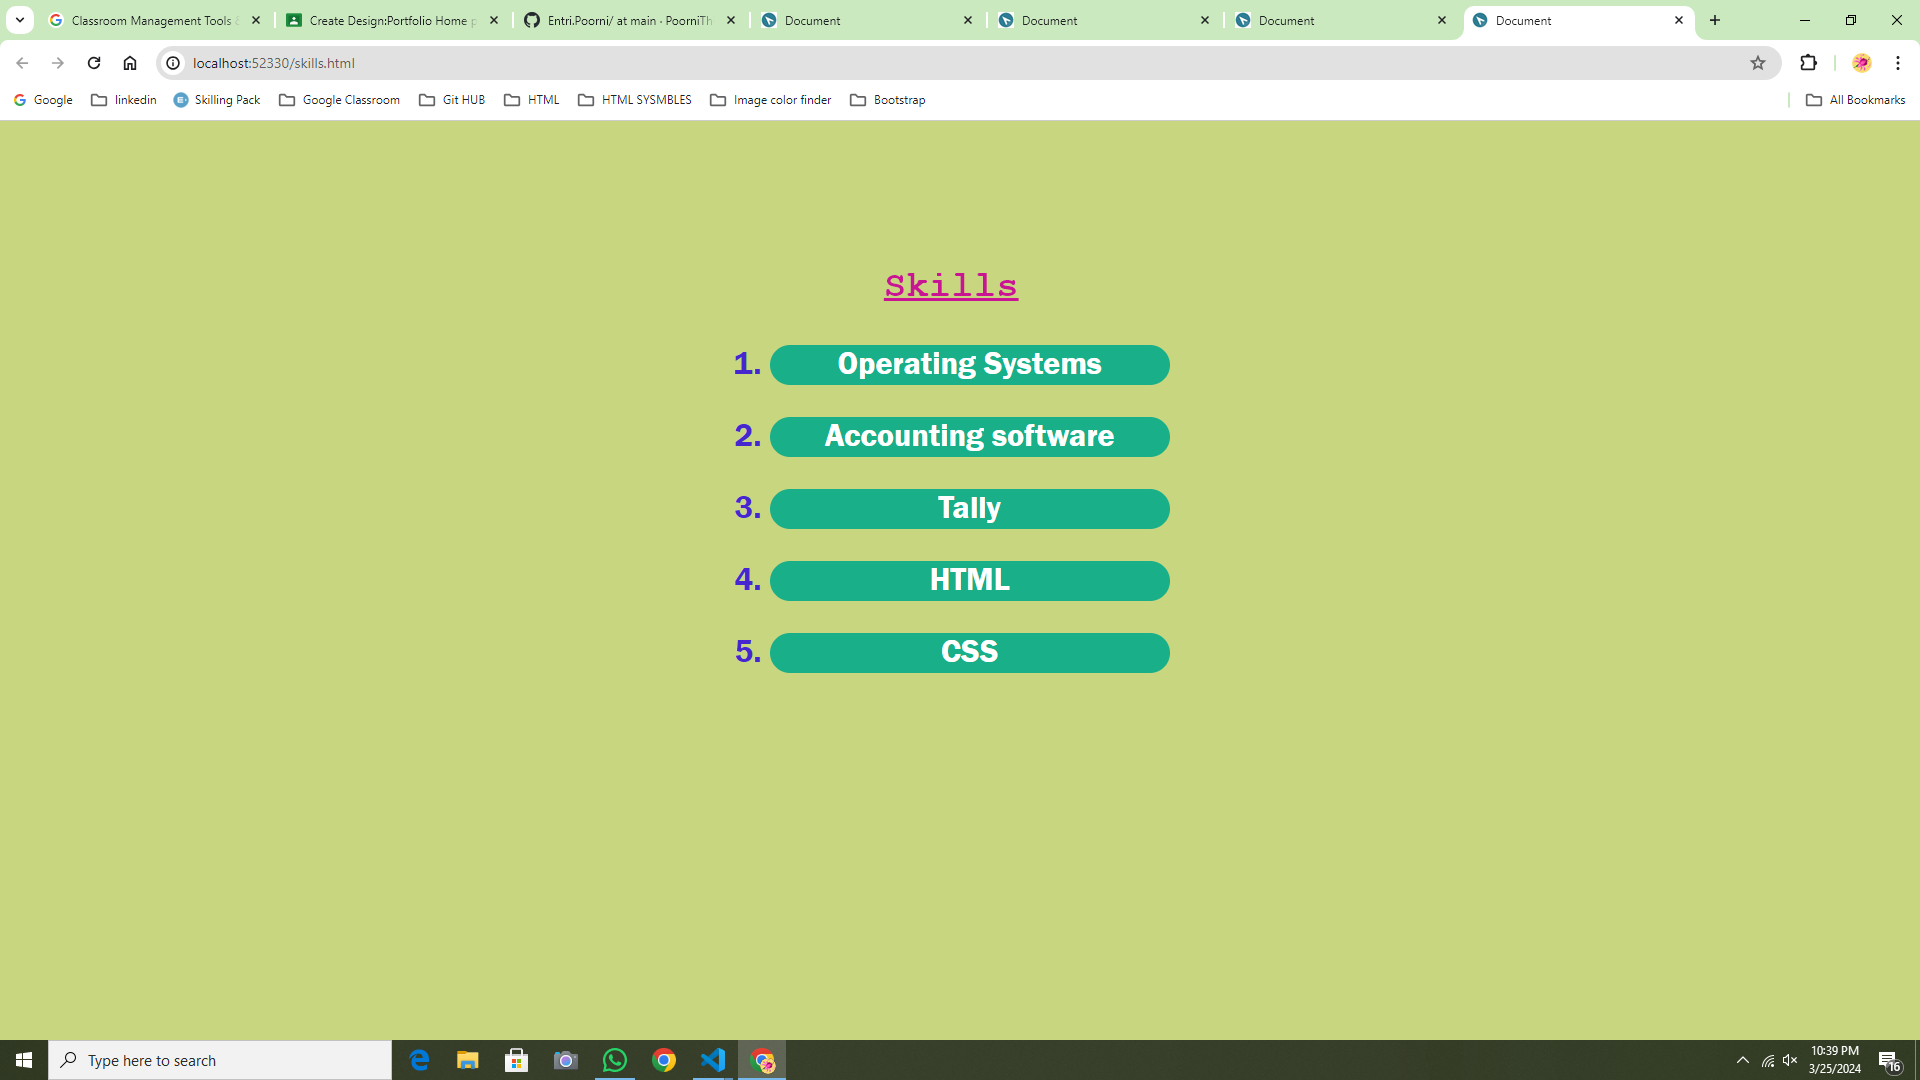 Classroom Management Tools &
Create Design:Portfolio Home p
Entri.Poorni/ at main · PoorniTh
Document
Document
Document
Document
localhost:52330/skills.html
Google
linkedin
Skilling Pack
Google Classroom
Git HUB
HTML
HTML SYSMBLES
Image color finder
Bootstrap
All Bookmarks
Skills
1. Operating Systems
2. Accounting software
3. Tally
4. HTML
5. CSS
Type here to search
10:39 PM
3/25/2024
16